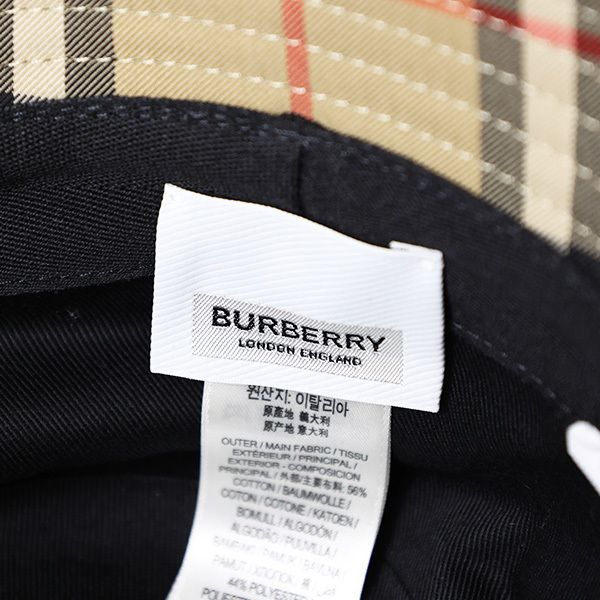 BURBERRY
LONDON ENGLAND
원산지: 이탈리아
原產地 義大利
原产地 意大利
OUTER / MAIN FABRIC / TISSU
EXTÉRIEUR / PRINCIPAL /
EXTERIOR - COMPOSICION
PRINCIPAL / 外部/主要布料: 56%
COTTON / BAUMWOLLE /
COTON / COTONE / KATOEN /
BOMULL / ALGODÓN /
ALGODÃO / PUUVILLA /
44% POLYESTER